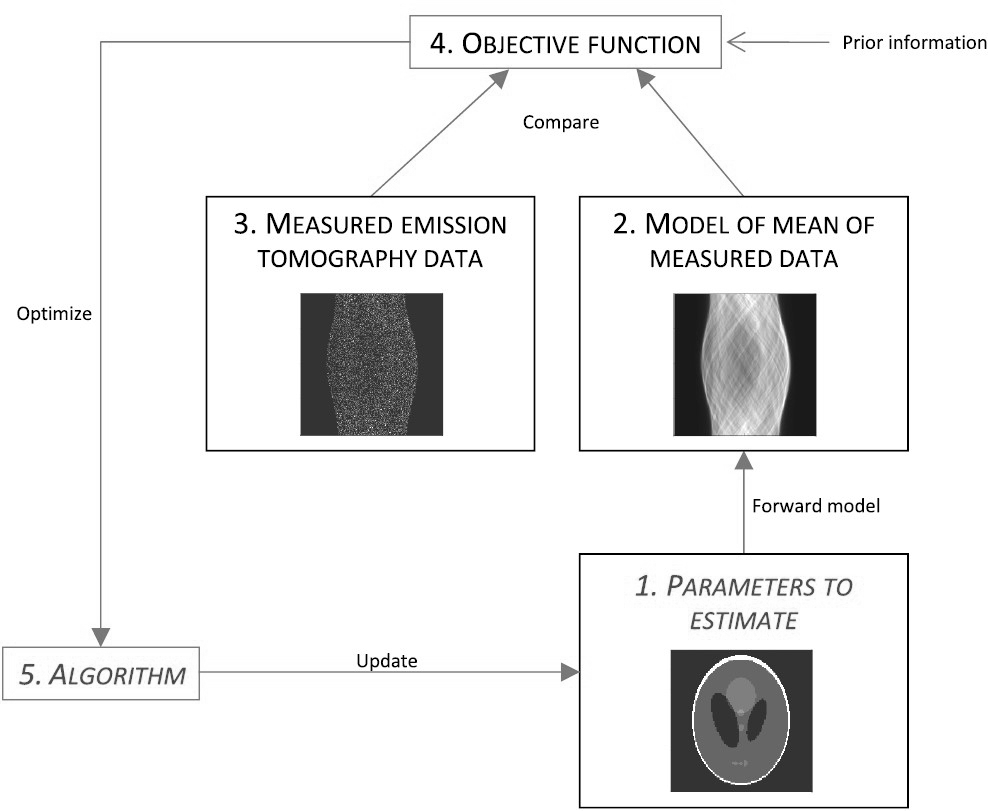 4. OBJECTIVE FUNCTION
Prior information
Compare
3. MEASURED EMISSION
TOMOGRAPHY DATA
2. MODEL OF MEAN OF
MEASURED DATA
Optimize
Forward model
1. PARAMETERS TO
ESTIMATE
5. ALGORITHM
Update